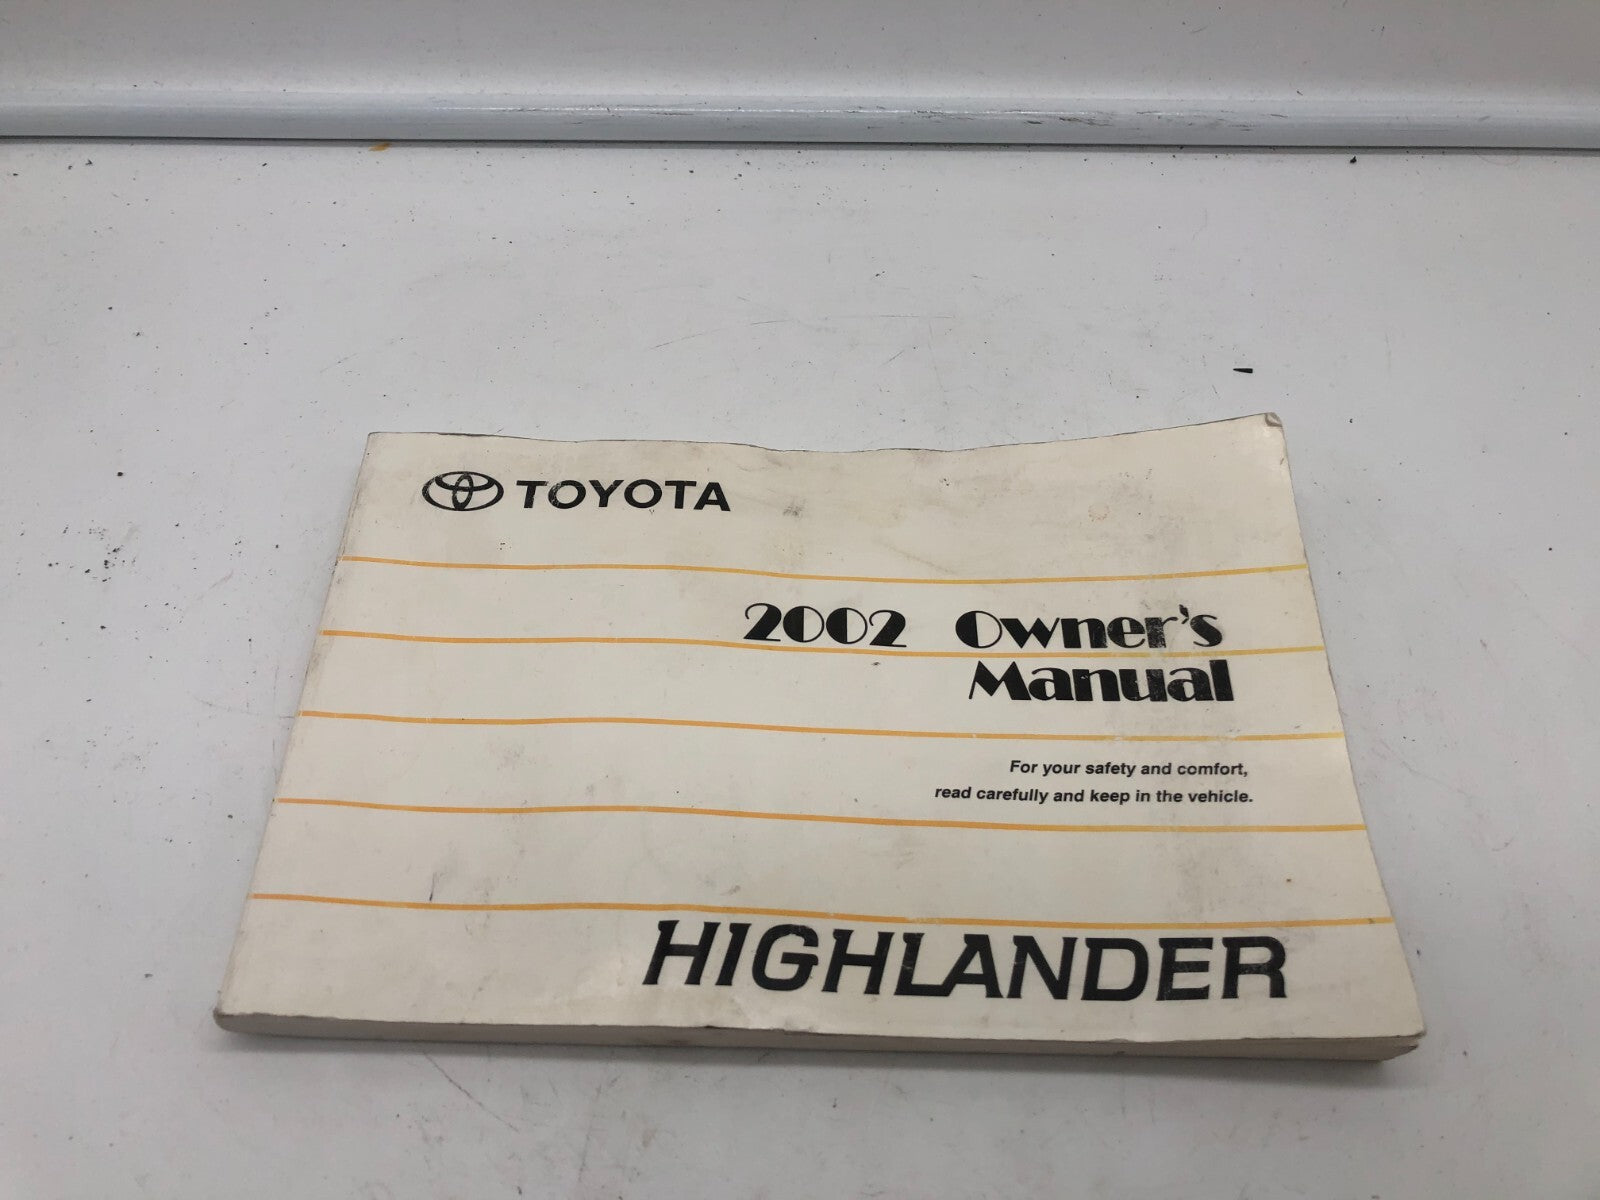 TOYOTA
2002 Owner's
Manual
For your safety and comfort,
read carefully and keep in the vehicle.
HIGHLANDER